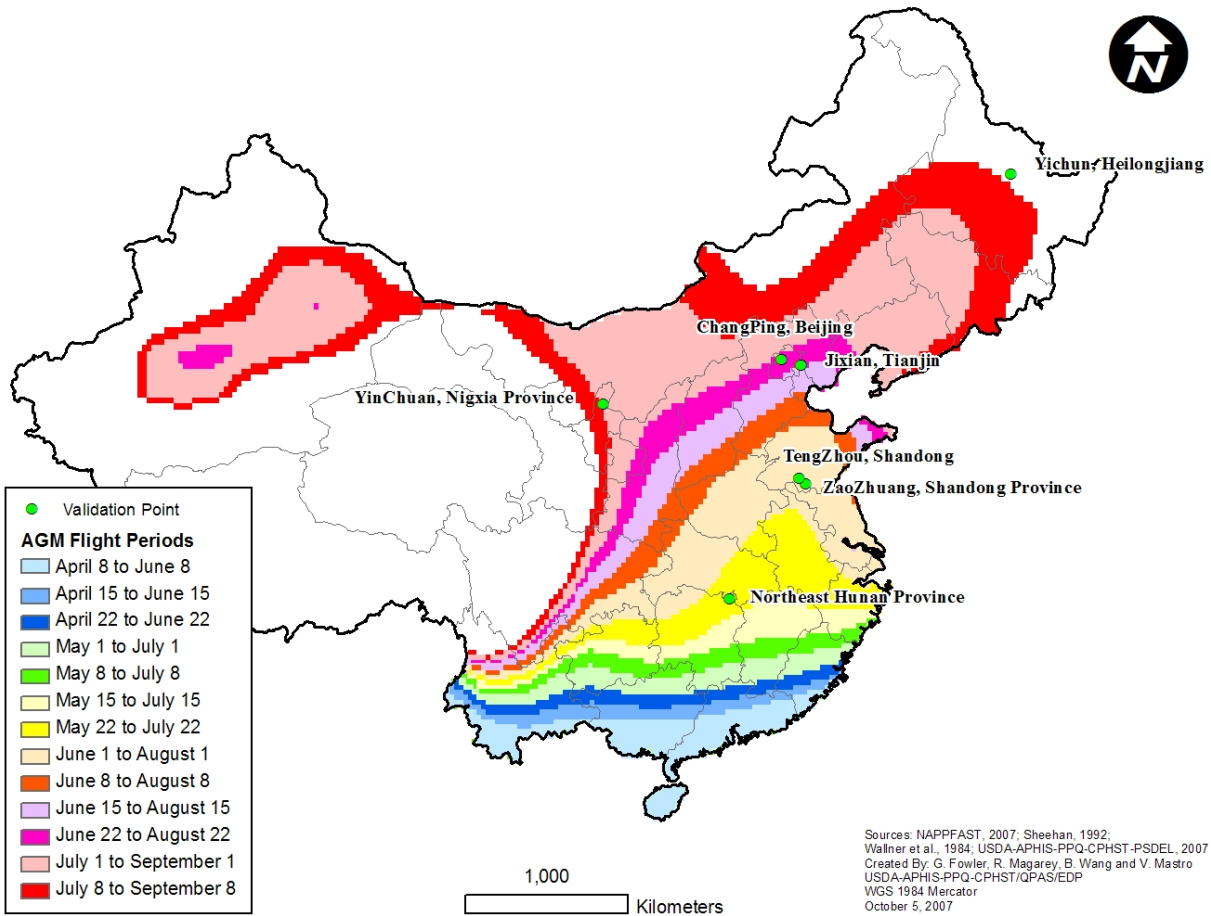 N
Yichun, Heilongjiang
ChangPing, Beijing
Jixian, Tianjin
YinChuan, Nigxia Province
TengZhou, Shandong
ZaoZhuang, Shandong Province
Northeast Hunan Province
Validation Point
AGM Flight Periods
April 8 to June 8
April 15 to June 15
April 22 to June 22
May 1 to July 1
May 8 to July 8
May 15 to July 15
May 22 to July 22
June 1 to August 1
June 8 to August 8
June 15 to August 15
June 22 to August 22
July 1 to September 1
July 8 to September 8
1,000
Kilometers
Sources: NAPPFAST, 2007; Sheehan, 1992;
Wallner et al., 1984; USDA-APHIS-PPQ-CPHST-PSDEL, 2007
Created By: G. Fowler, R. Magarey, B. Wang and V. Mastro
USDA-APHIS-PPQ-CPHST/QPAS/EDP
WGS 1984 Mercator
October 5, 2007